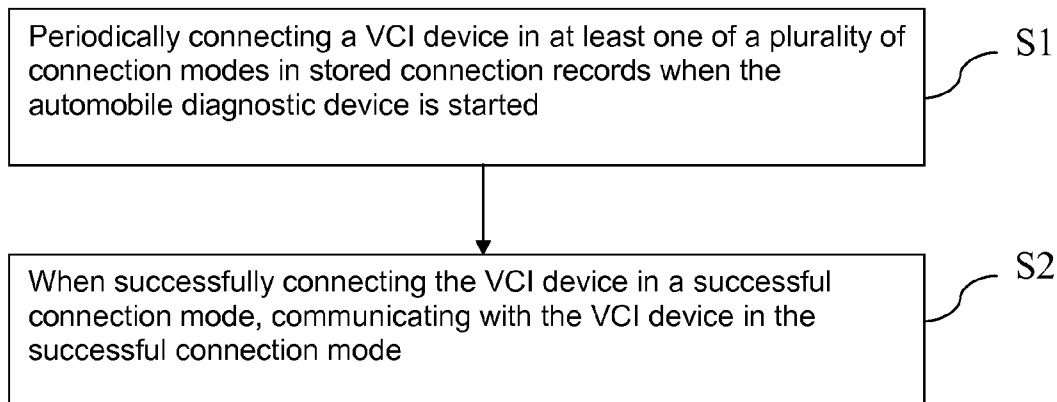 Periodically connecting a VCI device in at least one of a plurality of
connection modes in stored connection records when the
automobile diagnostic device is started
S1
When successfully connecting the VCI device in a successful
connection mode, communicating with the VCI device in the
successful connection mode
S2